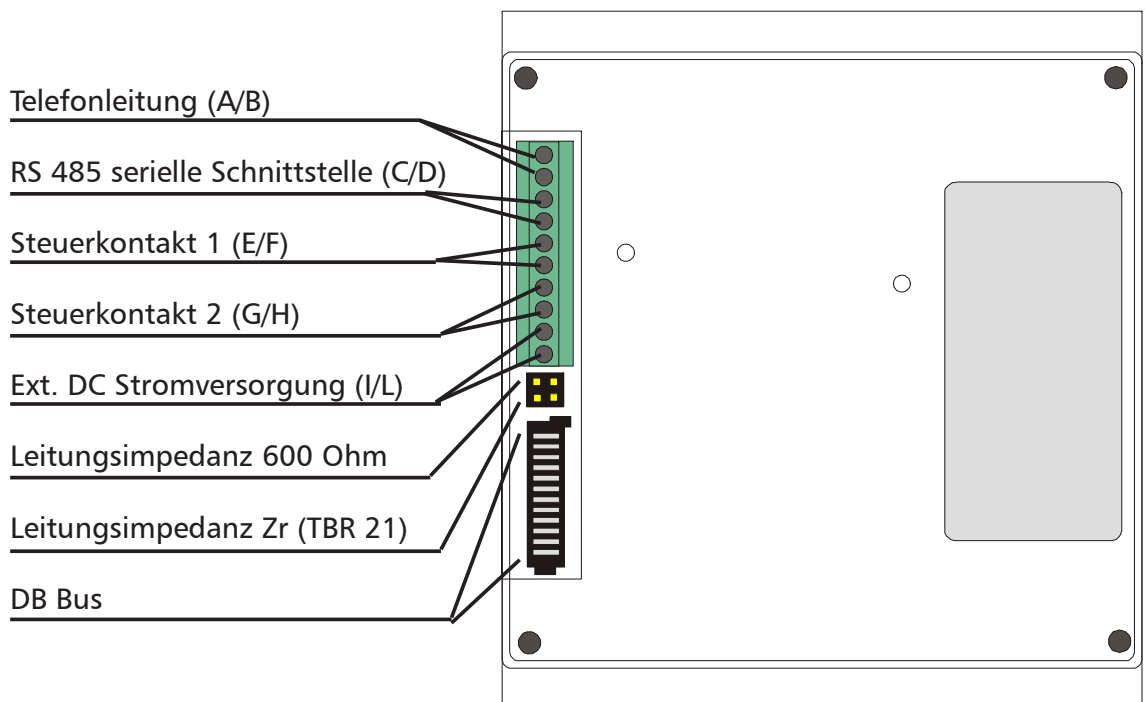 Telefonleitung (A/B)
RS 485 serielle Schnittstelle (C/D)
Steuerkontakt 1 (E/F)
Steuerkontakt 2 (G/H)
Ext. DC Stromversorgung (I/L)
Leitungsimpedanz 600 Ohm
Leitungsimpedanz Zr (TBR 21)
DB Bus